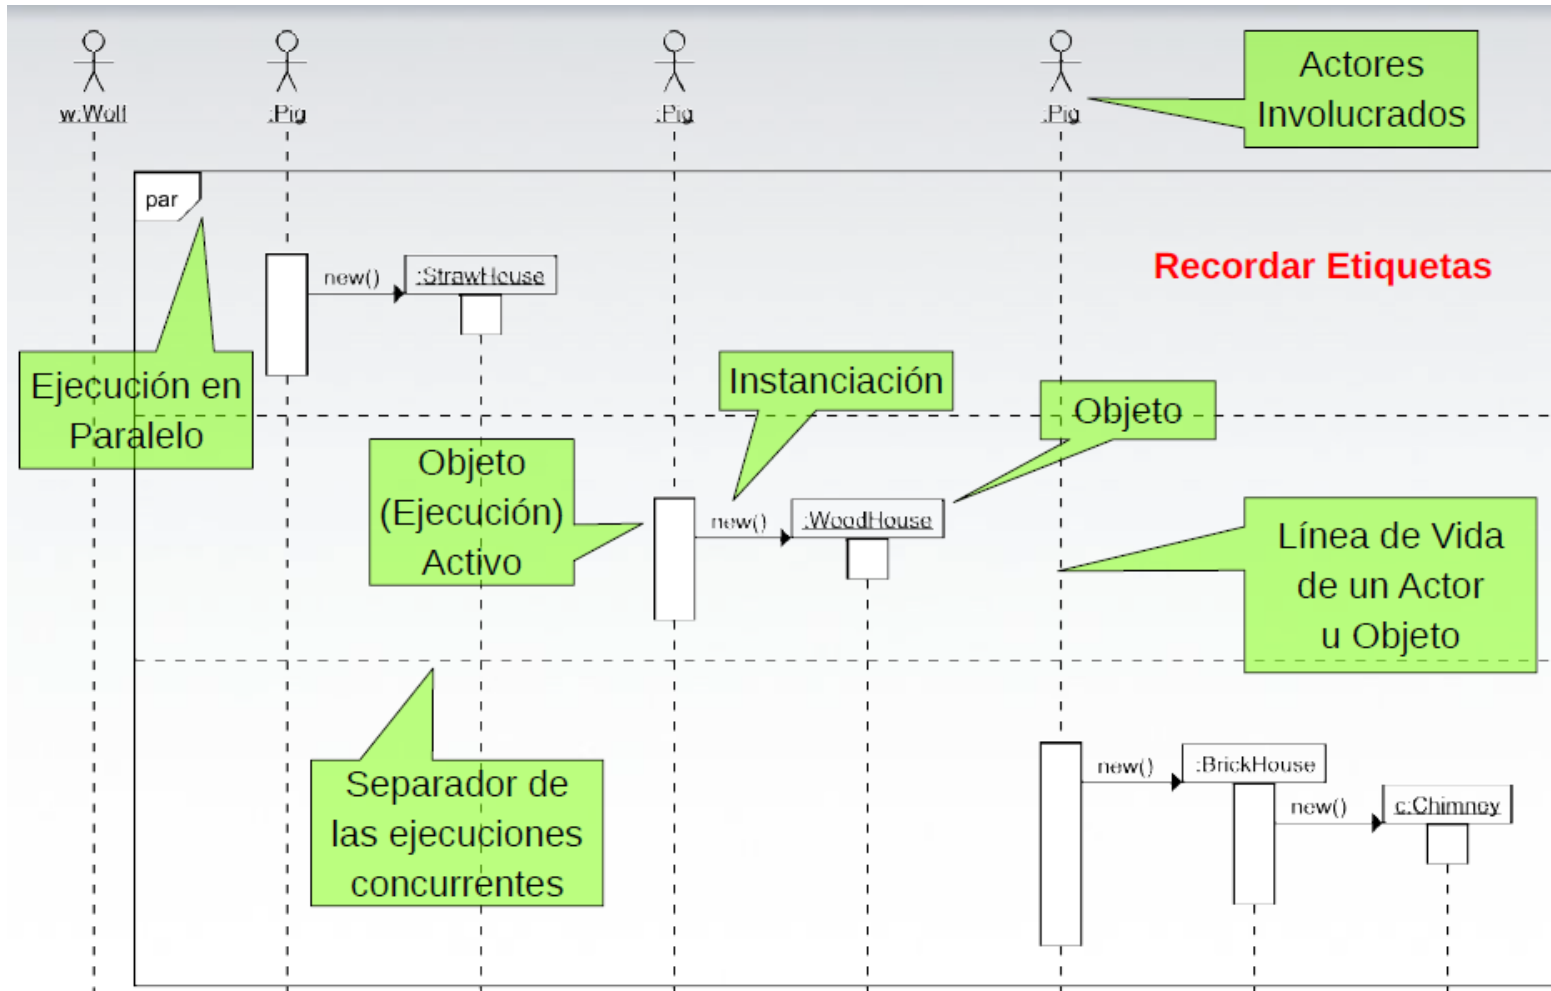 w:Wolf
:Pig
:Pig
:Pig
Actores
Involucrados
par
Recordar Etiquetas
new()
:StrawHouse
Ejecución en
Paralelo
Instanciación
Objeto
Objeto
(Ejecución)
Activo
new()
:WoodHouse
Línea de Vida
de un Actor
u Objeto
Separador de
las ejecuciones
concurrentes
new()
:BrickHouse
new()
c:Chimney